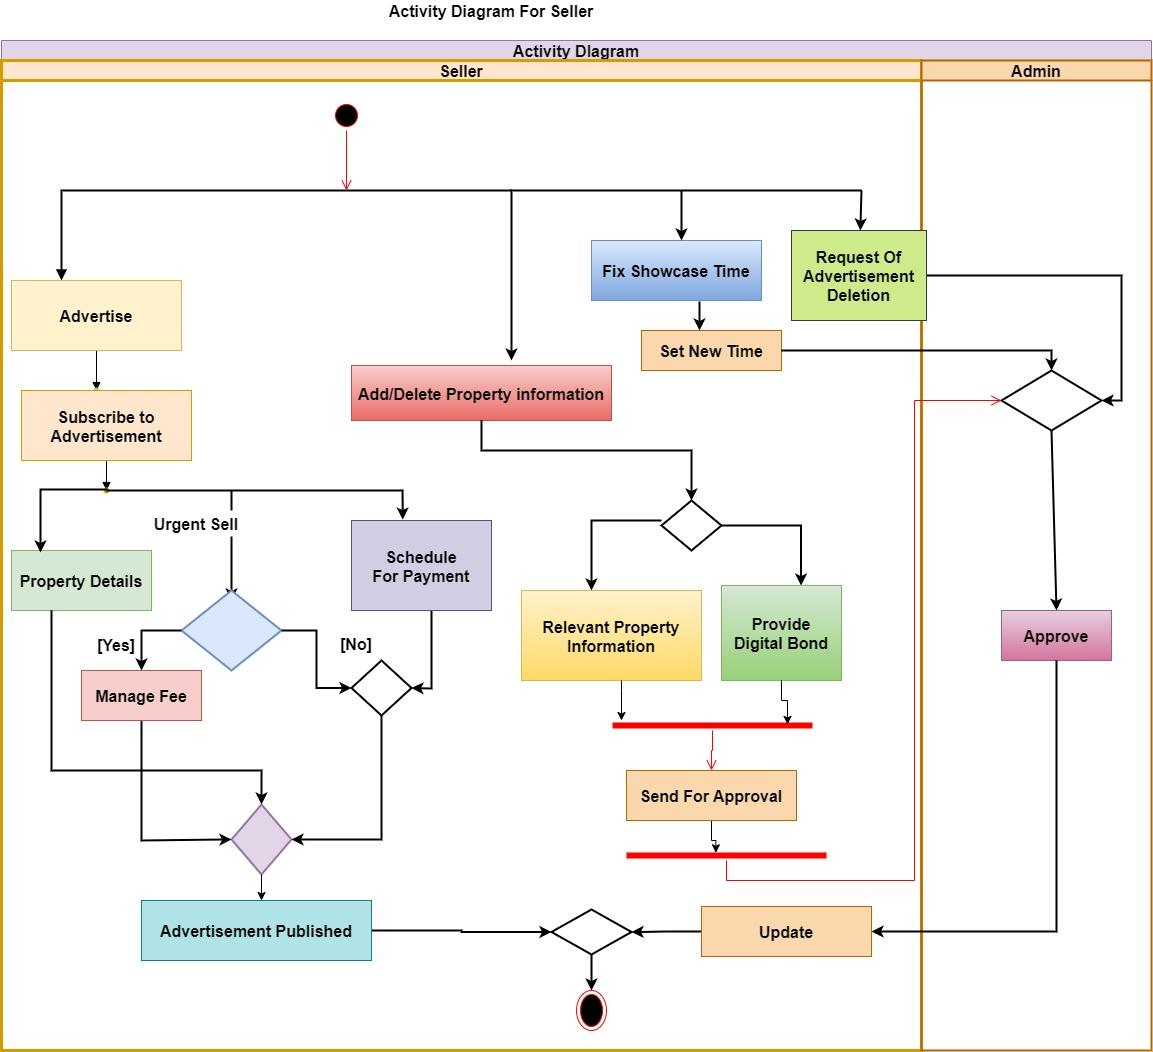 Activity Diagram For Seller
Activity DIagram
Seller
Admin
Request Of
Advertisement
Deletion
Fix Showcase Time
Advertise
Set New Time
Add/Delete Property information
Subscribe to
Advertisement
Urgent Sell
Schedule
For Payment
Property Details
Relevant Property
Information
Provide
Digital Bond
Approve
[Yes]
[No]
Manage Fee
Send For Approval
Advertisement Published
Update